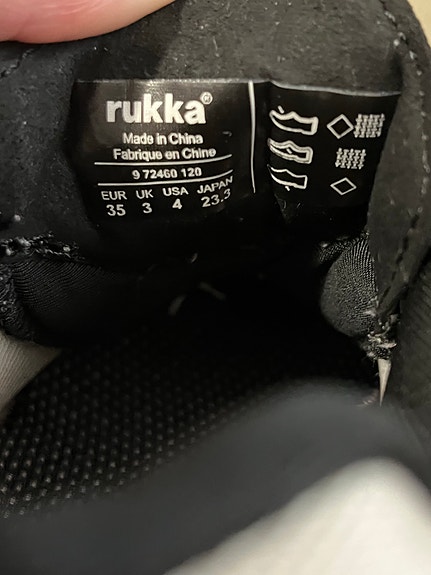 rukka®
Made in China
Fabrique en Chine
9 72460 120
EUR UK USA JAPAN
35 3 4 23.3